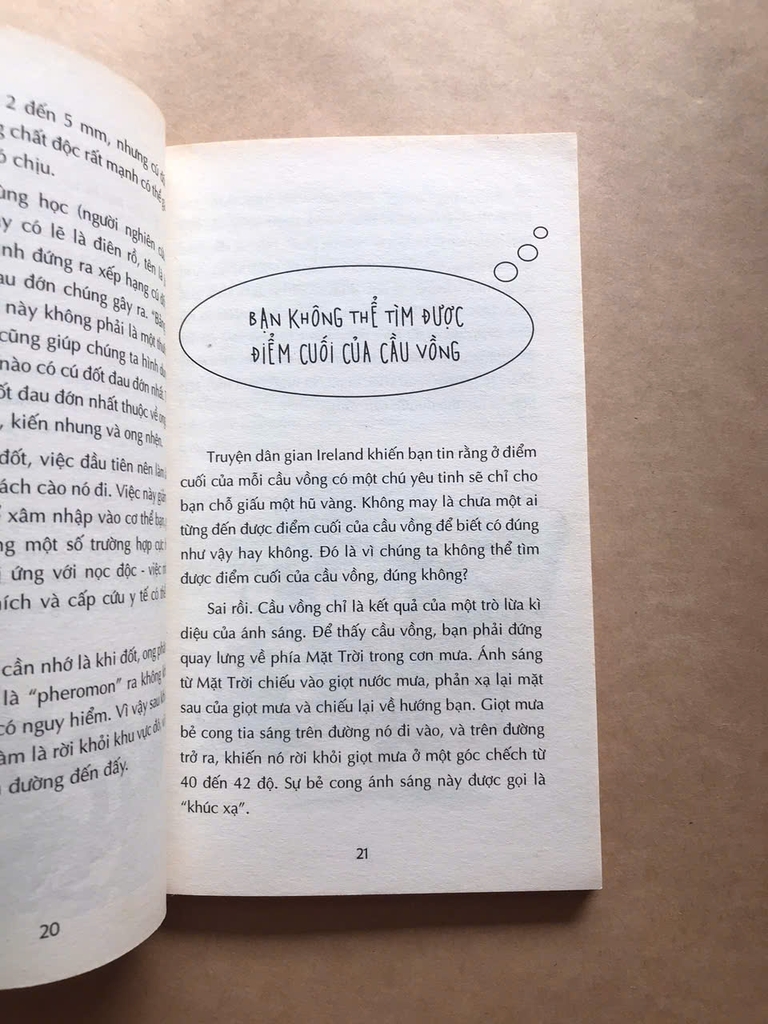 2 đến 5 mm, nhưng cú
chất độc rất mạnh có thể
chịu.
học (người nghiên
có lẽ là điên rồ, tên là
đứng ra xếp hạng cú
đớn chúng gây ra. "Bảng
này không phải là một
cũng giúp chúng ta hình
nào có cú đốt đau đớn
đau đớn nhất thuộc về ong
, kiến nhung và ong nhện.
đốt, việc đầu tiên nên làm
cào nó đi. Việc này
xâm nhập vào cơ thể bạn,
một số trường hợp cực
ứng với nọc độc - việc
và cấp cứu y tế có thể
cần nhớ là khi đốt, ong
là "pheromon" ra không
có nguy hiểm. Vì vậy sau
là rời khỏi khu vực đó,
đường đến đấy.
20
BẠN KHÔNG THỂ TÌM ĐƯỢC
ĐIỂM CUỐI CỦA CẦU VỒNG
Truyện dân gian Ireland khiến bạn tin rằng ở điểm
cuối của mỗi cầu vồng có một chú yêu tinh sẽ chỉ cho
bạn chỗ giấu một hũ vàng. Không may là chưa một ai
từng đến được điểm cuối của cầu vồng để biết có đúng
như vậy hay không. Đó là vì chúng ta không thể tìm
được điểm cuối của cầu vồng, đúng không?
Sai rồi. Cầu vồng chỉ là kết quả của một trò lừa kì
diệu của ánh sáng. Để thấy cầu vồng, bạn phải đứng
quay lưng về phía Mặt Trời trong cơn mưa. Ánh sáng
từ Mặt Trời chiếu vào giọt nước mưa, phản xạ lại mặt
sau của giọt mưa và chiếu lại về hướng bạn. Giọt mưa
bẻ cong tia sáng trên đường nó đi vào, và trên đường
trở ra, khiến nó rời khỏi giọt mưa ở một góc chếch từ
40 đến 42 độ. Sự bẻ cong ánh sáng này được gọi là
"khúc xạ".
21